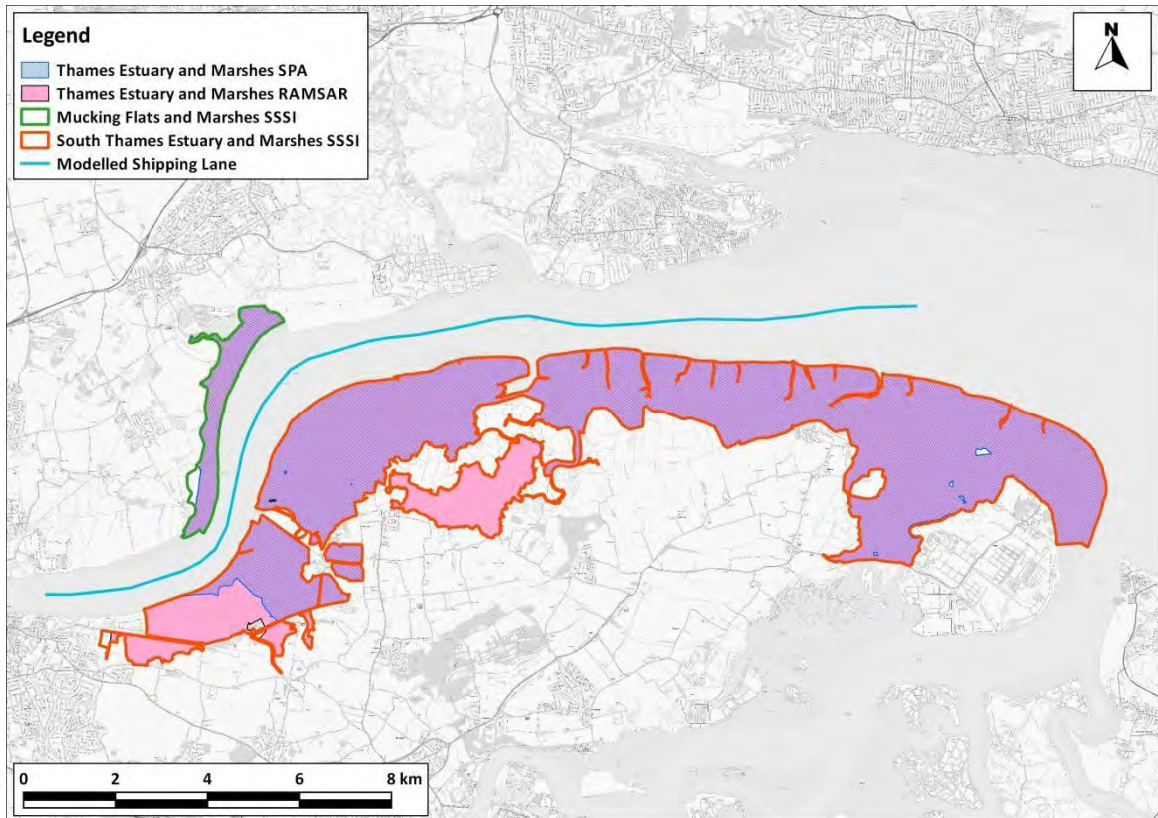 Legend
Thames Estuary and Marshes SPA
Thames Estuary and Marshes RAMSAR
Mucking Flats and Marshes SSSI
South Thames Estuary and Marshes SSSI
Modelled Shipping Lane
N
0 2 4 6 8 km